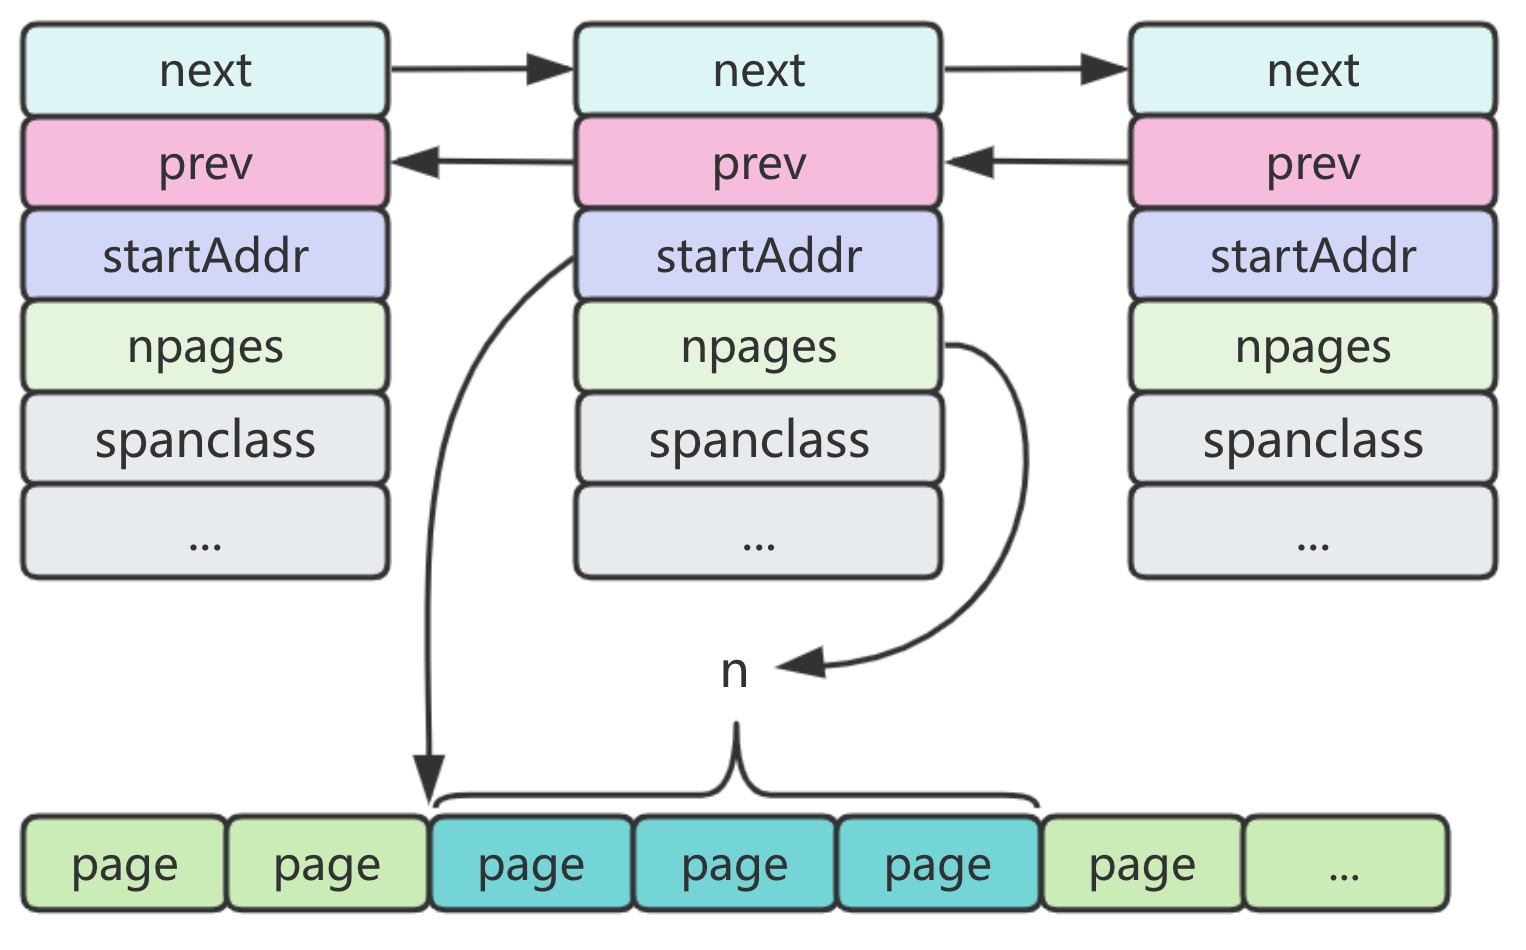 next next next
prev prev prev
startAddr startAddr startAddr
npages npages npages
spanclass spanclass spanclass
... ... ...
n
page page page page page page ...